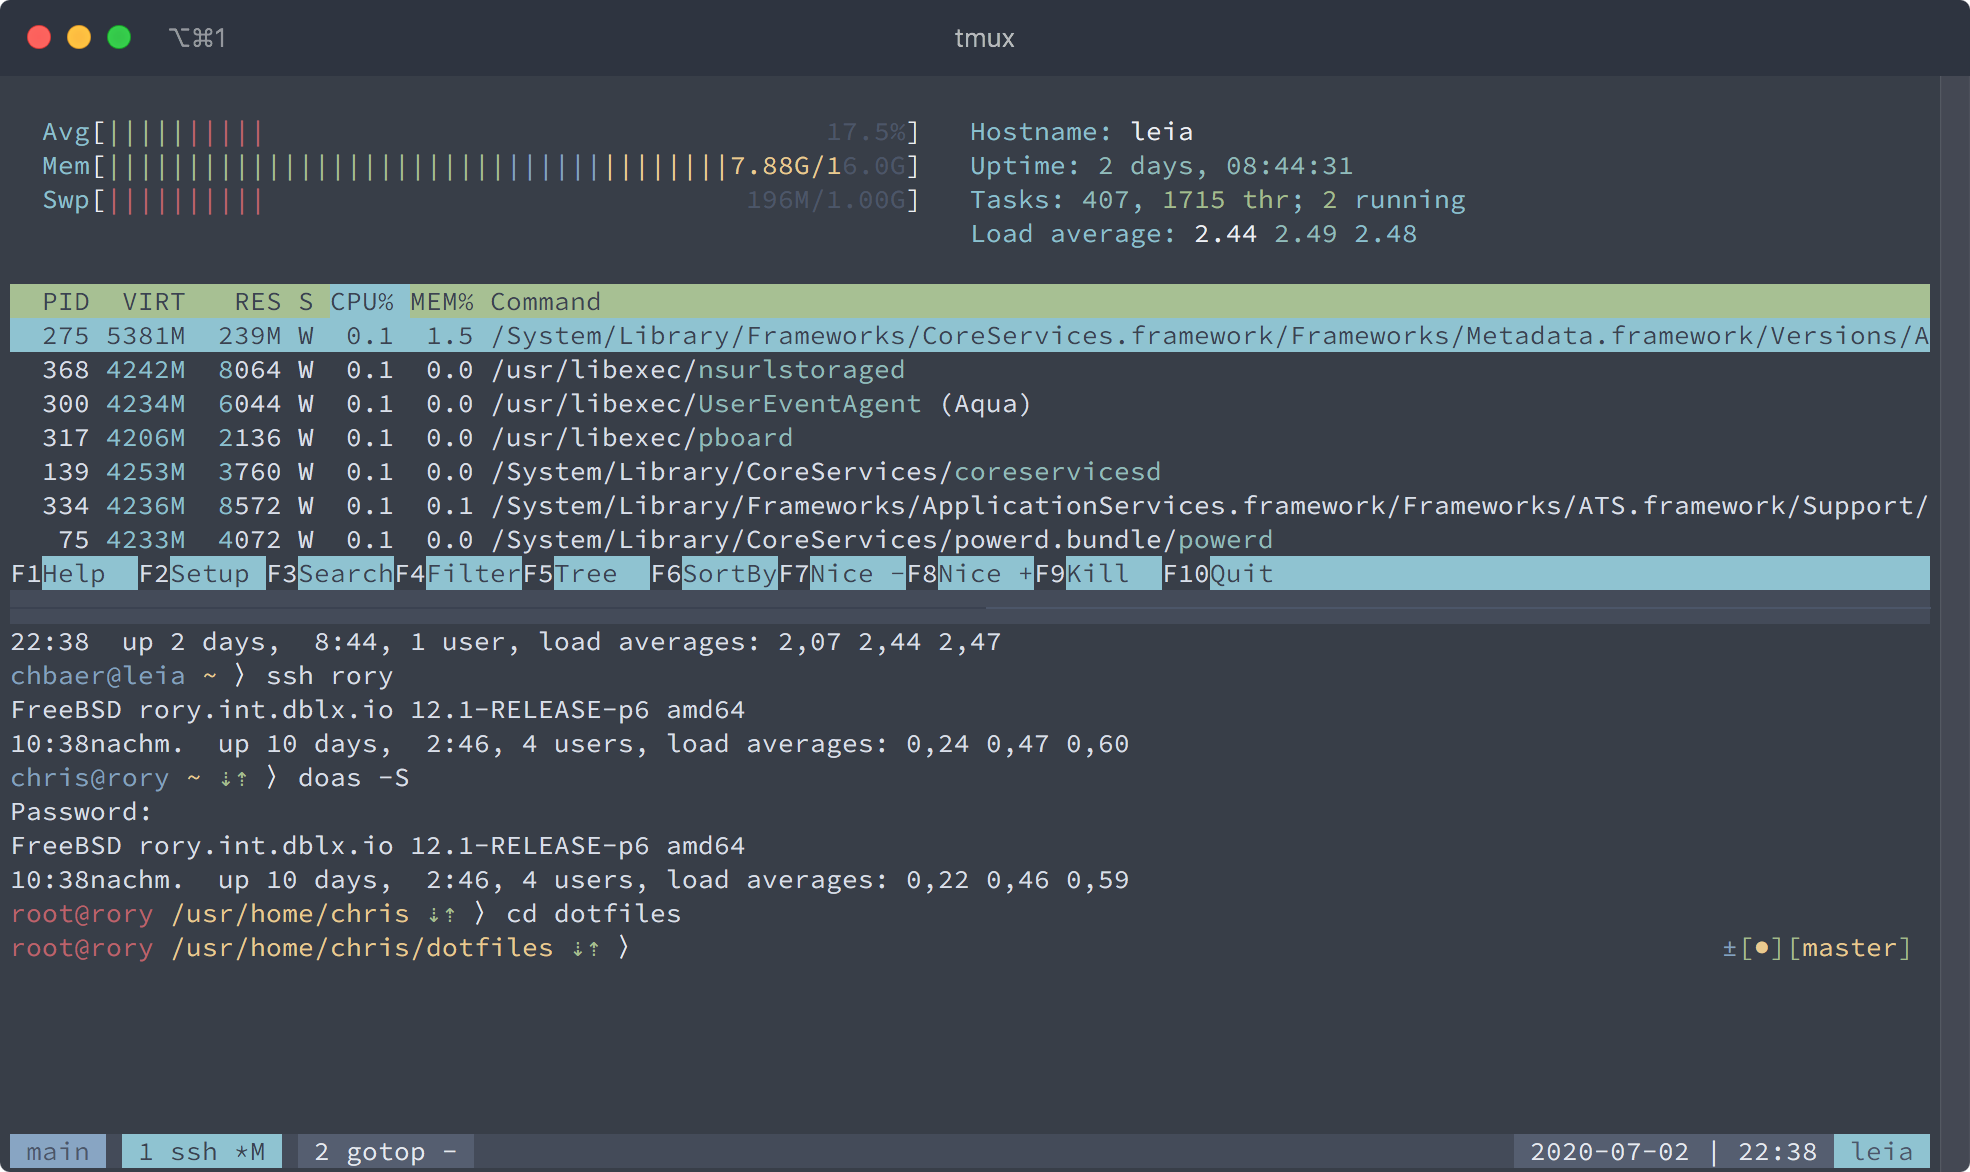 ⌥⌘1 tmux
Avg[|||||||||| 17.5%] Hostname: leia
Mem[|||||||||||||||||||||||||||||||||||||||7.88G/16.0G] Uptime: 2 days, 08:44:31
Swp[|||||||||| 196M/1.00G] Tasks: 407, 1715 thr; 2 running
Load average: 2.44 2.49 2.48
PID VIRT RES S CPU% MEM% Command
275 5381M 239M W 0.1 1.5 /System/Library/Frameworks/CoreServices.framework/Frameworks/Metadata.framework/Versions/A
368 4242M 8064 W 0.1 0.0 /usr/libexec/nsurlstoraged
300 4234M 6044 W 0.1 0.0 /usr/libexec/UserEventAgent (Aqua)
317 4206M 2136 W 0.1 0.0 /usr/libexec/pboard
139 4253M 3760 W 0.1 0.0 /System/Library/CoreServices/coreservicesd
334 4236M 8572 W 0.1 0.1 /System/Library/Frameworks/ApplicationServices.framework/Frameworks/ATS.framework/Support/
75 4233M 4072 W 0.1 0.0 /System/Library/CoreServices/powerd.bundle/powerd
F1Help F2Setup F3SearchF4FilterF5Tree F6SortByF7Nice -F8Nice +F9Kill F10Quit
22:38 up 2 days, 8:44, 1 user, load averages: 2,07 2,44 2,47
chbaer@leia ~ 〉 ssh rory
FreeBSD rory.int.dblx.io 12.1-RELEASE-p6 amd64
10:38nachm. up 10 days, 2:46, 4 users, load averages: 0,24 0,47 0,60
chris@rory ~ ⇣⇡ 〉 doas -S
Password:
FreeBSD rory.int.dblx.io 12.1-RELEASE-p6 amd64
10:38nachm. up 10 days, 2:46, 4 users, load averages: 0,22 0,46 0,59
root@rory /usr/home/chris ⇣⇡ 〉 cd dotfiles
root@rory /usr/home/chris/dotfiles ⇣⇡ 〉 ±[●][master]
main 1 ssh *M 2 gotop - 2020-07-02 | 22:38 leia